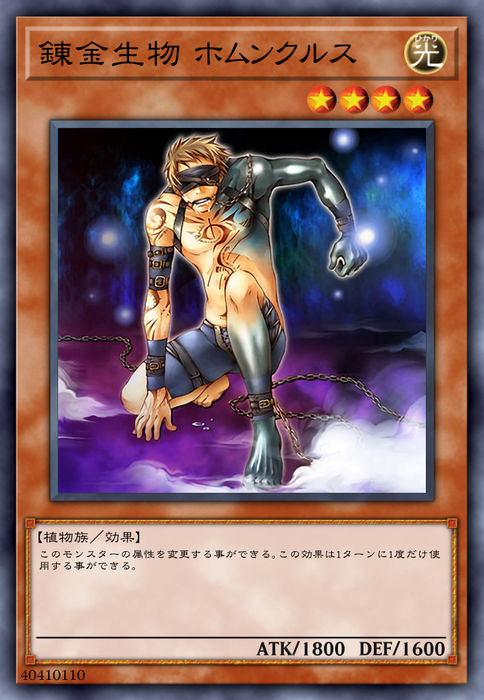 錬金生物 ホムンクルス
光
【植物族／効果】
このモンスターの属性を変更する事ができる。この効果は1ターンに1度だけ使
用する事ができる。
ATK/1800 DEF/1600
40410110